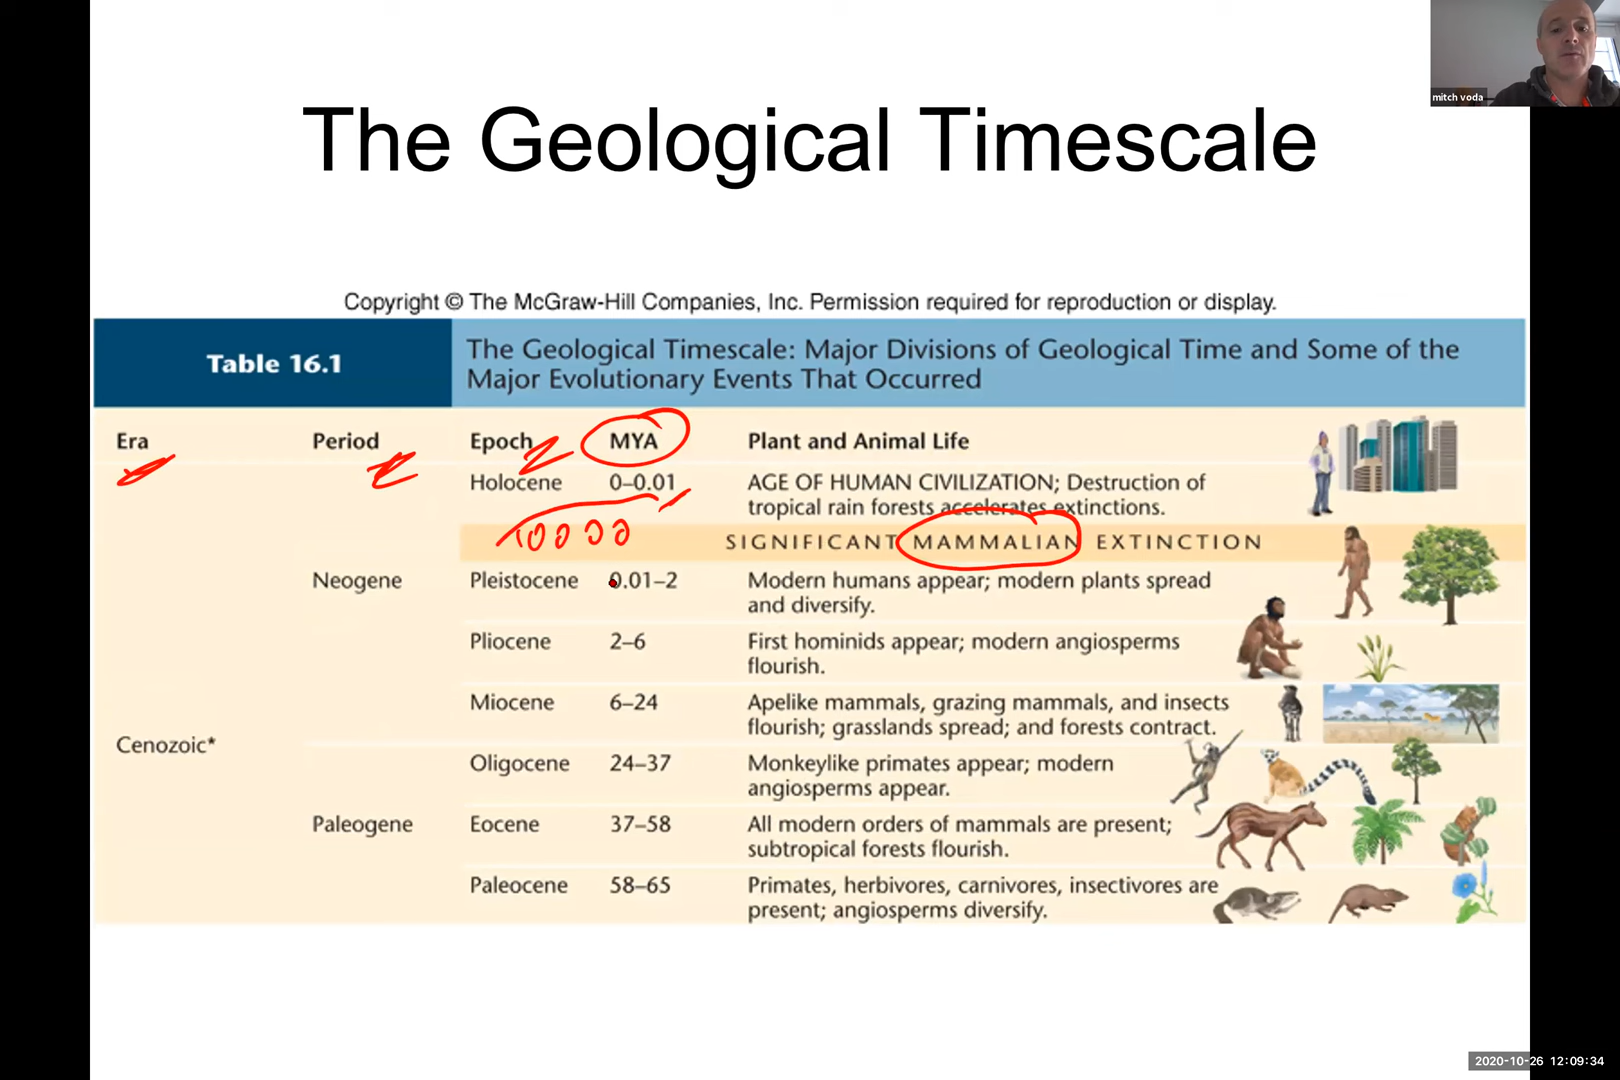 mitch voda
The Geological Timescale
Copyright © The McGraw-Hill Companies, Inc. Permission required for reproduction or display.
Table 16.1
The Geological Timescale: Major Divisions of Geological Time and Some of the
Major Evolutionary Events That Occurred
Era Period Epoch MYA Plant and Animal Life
Holocene 0–0.01 AGE OF HUMAN CIVILIZATION; Destruction of
tropical rain forests accelerates extinctions.
10000
SIGNIFICANT MAMMALIAN EXTINCTION
Neogene Pleistocene 0.01–2 Modern humans appear; modern plants spread
and diversify.
Pliocene 2–6 First hominids appear; modern angiosperms
flourish.
Miocene 6–24 Apelike mammals, grazing mammals, and insects
flourish; grasslands spread; and forests contract.
Cenozoic*
Oligocene 24–37 Monkeylike primates appear; modern
angiosperms appear.
Paleogene Eocene 37–58 All modern orders of mammals are present;
subtropical forests flourish.
Paleocene 58–65 Primates, herbivores, carnivores, insectivores are
present; angiosperms diversify.
2020-10-26 12:09:34